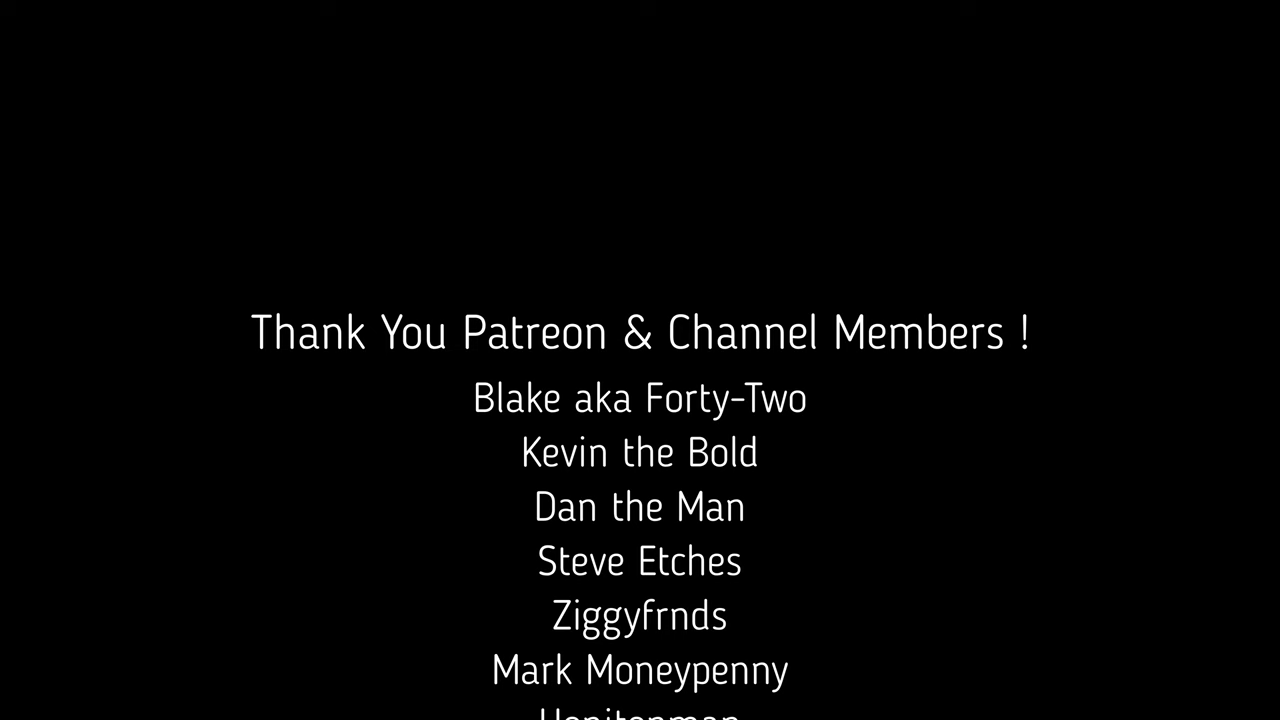 Thank You Patreon & Channel Members !
Blake aka Forty-Two
Kevin the Bold
Dan the Man
Steve Etches
Ziggyfrnds
Mark Moneypenny